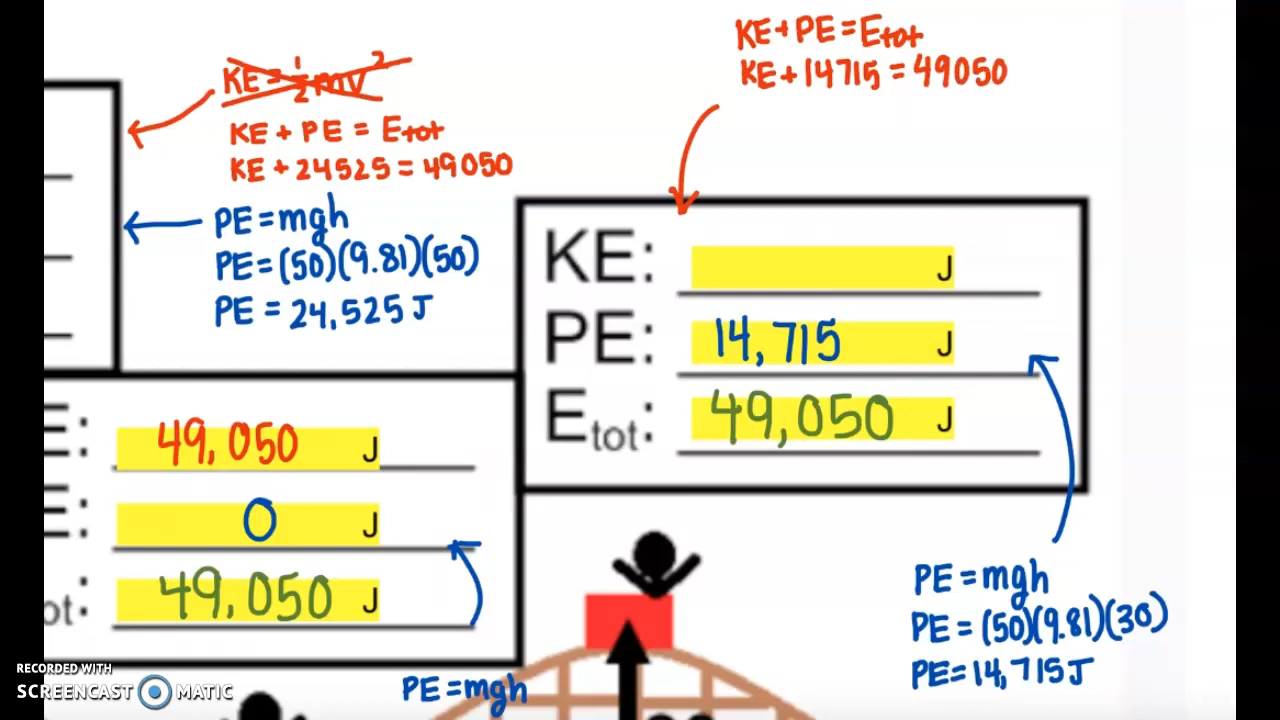 KE = 1/2 mv²
KE + PE = Etot
KE + 24525 = 49050
PE = mgh
PE = (50)(9.81)(50)
PE = 24,525 J
KE + PE = Etot
KE + 14715 = 49050
KE: J
PE: 14,715 J
Etot: 49,050 J
E: 49,050 J
E: 0 J
ot: 49,050 J
PE = mgh
PE = mgh
PE = (50)(9.81)(30)
PE = 14,715 J
RECORDED WITH
SCREENCAST MATIC